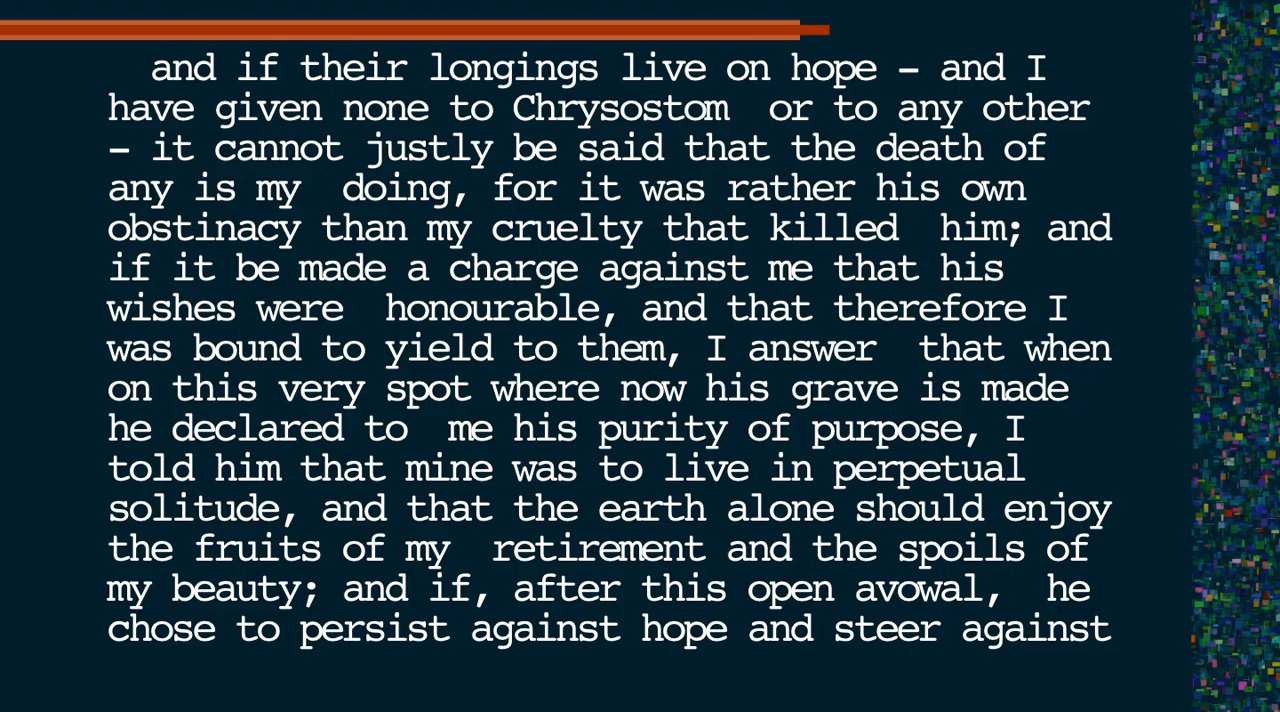 and if their longings live on hope – and I
have given none to Chrysostom  or to any other
– it cannot justly be said that the death of
any is my  doing, for it was rather his own
obstinacy than my cruelty that killed  him; and
if it be made a charge against me that his
wishes were  honourable, and that therefore I
was bound to yield to them, I answer  that when
on this very spot where now his grave is made
he declared to  me his purity of purpose, I
told him that mine was to live in perpetual
solitude, and that the earth alone should enjoy
the fruits of my  retirement and the spoils of
my beauty; and if, after this open avowal,  he
chose to persist against hope and steer against